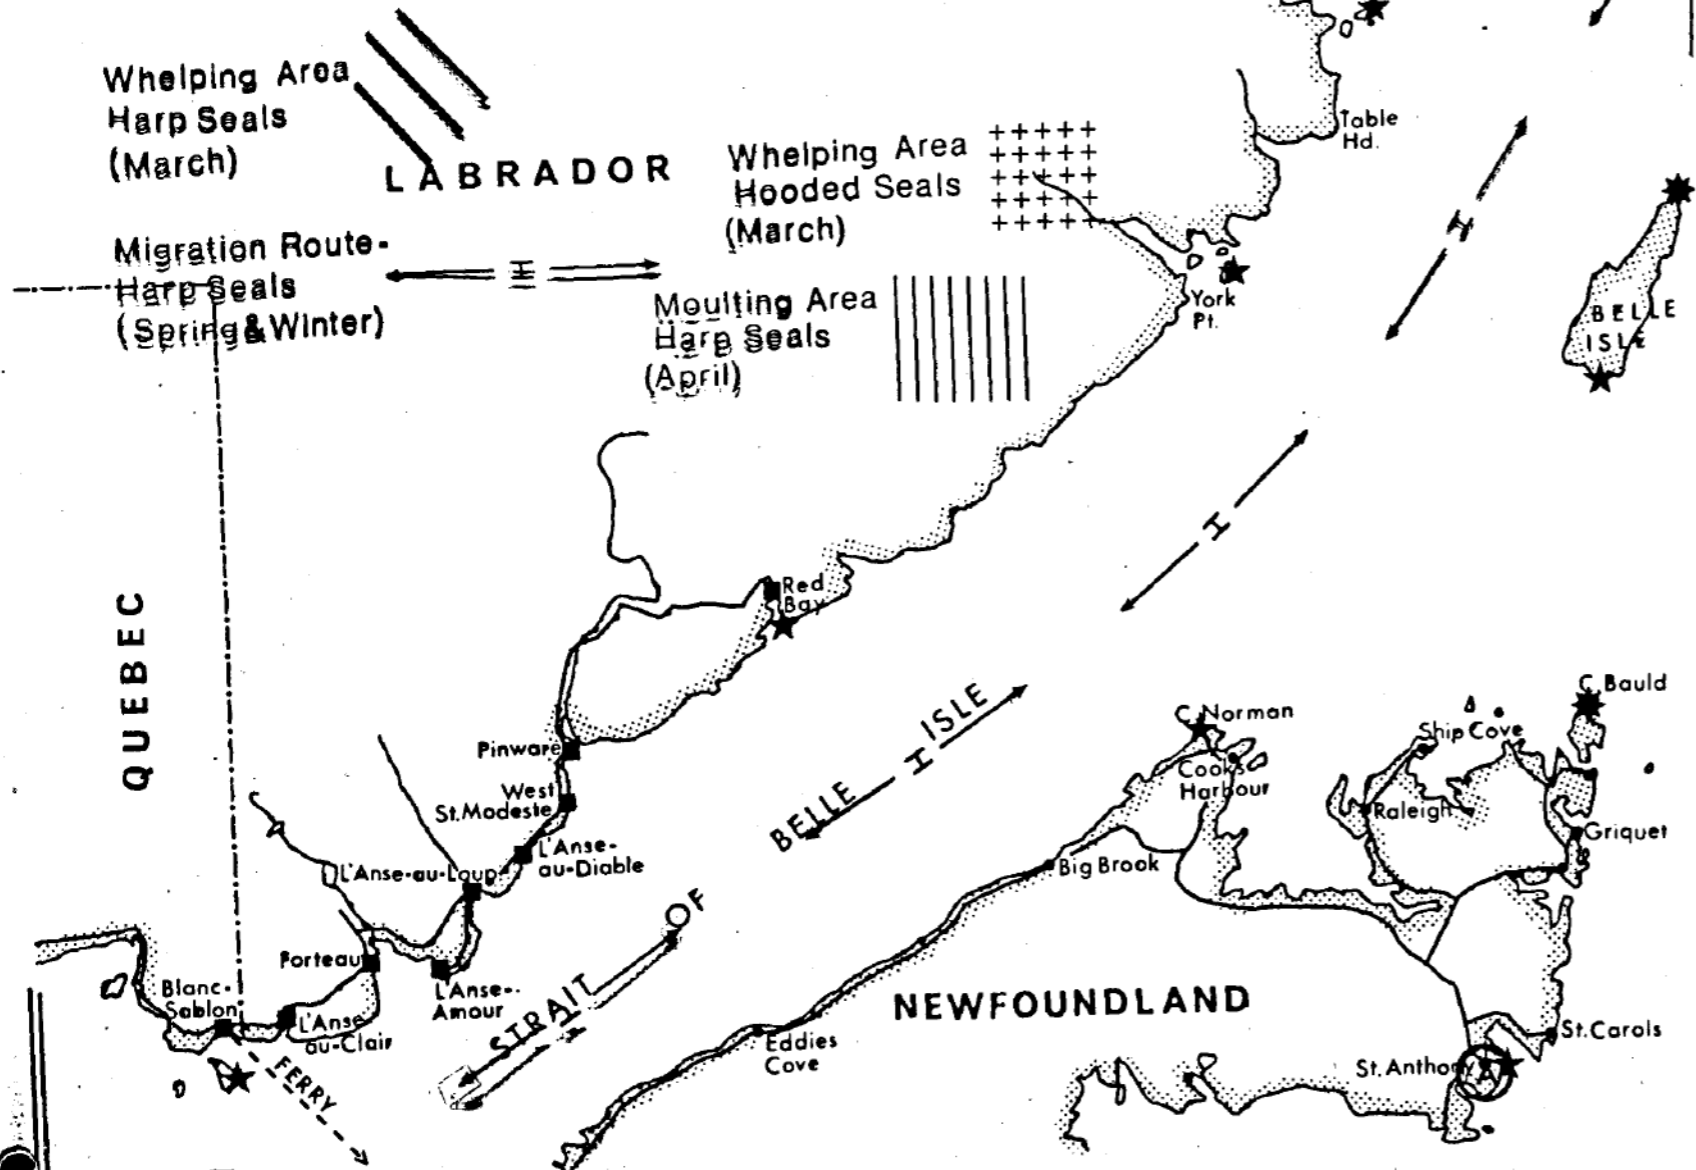 Whelping Area
Harp Seals
(March)
LABRADOR
Whelping Area
Hooded Seals
(March)
+++++
+++++
+++++
+++++
+++++
Migration Route-
Harp Seals
(Spring & Winter)
H
Moulting Area
Harp Seals
(April)
Table
Hd.
H
York
Pt.
BELLE
ISLE
H
QUEBEC
Red
Bay
Pinware
West
St. Modeste
L'Anse-
au-Diable
L'Anse-au-Loup
Forteau
L'Anse-
Amour
Blanc-
Sablon
L'Anse
au-Clair
FERRY
STRAIT
OF
BELLE
H
ISLE
C. Norman
Cooks
Harbour
Ship Cove
C. Bauld
Raleigh
Griquet
Big Brook
NEWFOUNDLAND
Eddies
Cove
St. Carols
St. Anthony